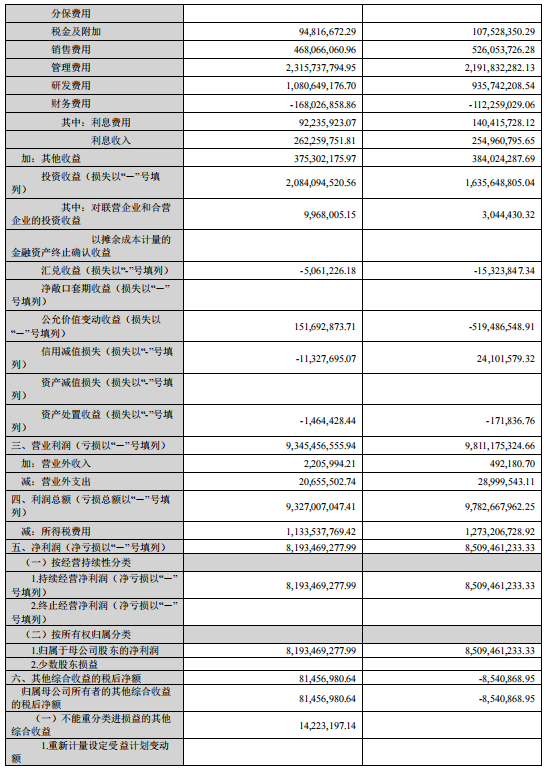 分保费用
税金及附加 94,816,672.29 107,528,350.29
销售费用 468,066,060.96 526,053,726.28
管理费用 2,315,737,794.95 2,191,832,282.13
研发费用 1,080,649,176.70 935,742,208.54
财务费用 -168,026,858.86 -112,259,029.06
其中：利息费用 92,235,923.07 140,415,728.12
利息收入 262,259,751.81 254,960,795.65
加：其他收益 375,302,175.97 384,024,287.69
投资收益（损失以“－”号填
列） 2,084,094,520.56 1,635,648,805.04
其中：对联营企业和合营
企业的投资收益 9,968,005.15 3,044,430.32
以摊余成本计量的
金融资产终止确认收益
汇兑收益（损失以“-”号填列） -5,061,226.18 -15,323,847.34
净敞口套期收益（损失以“－”
号填列）
公允价值变动收益（损失以
“－”号填列） 151,692,873.71 -519,486,548.91
信用减值损失（损失以“-”号填
列） -11,327,695.07 24,101,579.32
资产减值损失（损失以“-”号填
列）
资产处置收益（损失以“-”号填
列） -1,464,428.44 -171,836.76
三、营业利润（亏损以“－”号填列） 9,345,456,555.94 9,811,175,324.66
加：营业外收入 2,205,994.21 492,180.70
减：营业外支出 20,655,502.74 28,999,543.11
四、利润总额（亏损总额以“－”号填
列） 9,327,007,047.41 9,782,667,962.25
减：所得税费用 1,133,537,769.42 1,273,206,728.92
五、净利润（净亏损以“－”号填列） 8,193,469,277.99 8,509,461,233.33
（一）按经营持续性分类
1.持续经营净利润（净亏损以“－”
号填列） 8,193,469,277.99 8,509,461,233.33
2.终止经营净利润（净亏损以“－”
号填列）
（二）按所有权归属分类
1.归属于母公司股东的净利润 8,193,469,277.99 8,509,461,233.33
2.少数股东损益
六、其他综合收益的税后净额 81,456,980.64 -8,540,868.95
归属母公司所有者的其他综合收益
的税后净额 81,456,980.64 -8,540,868.95
（一）不能重分类进损益的其他
综合收益 14,223,197.14
1.重新计量设定受益计划变动
额